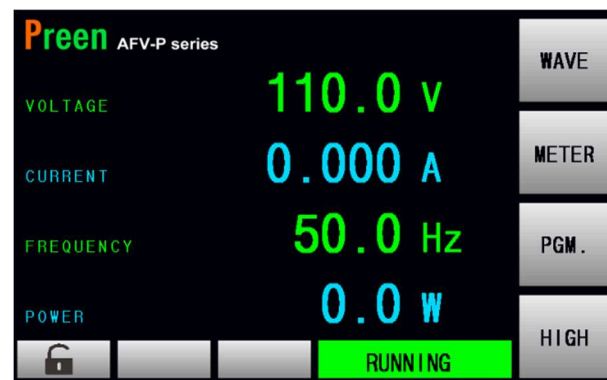 Preen AFV-P series
WAVE
VOLTAGE 110.0 V
CURRENT 0.000 A
METER
FREQUENCY 50.0 Hz
PGM.
POWER 0.0 W
HIGH
RUNNING